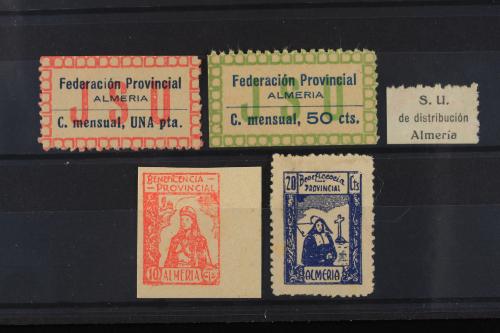 JSU
Federación Provincial
ALMERIA
C. mensual, UNA pta.
JSU
Federación Provincial
ALMERIA
C. mensual, 50 cts.
S. U.
de distribución
Almería
BENEFICENCIA
PROVINCIAL
10 ALMERIA Cts
20 Beneficencia Cts
PROVINCIAL
ALMERIA